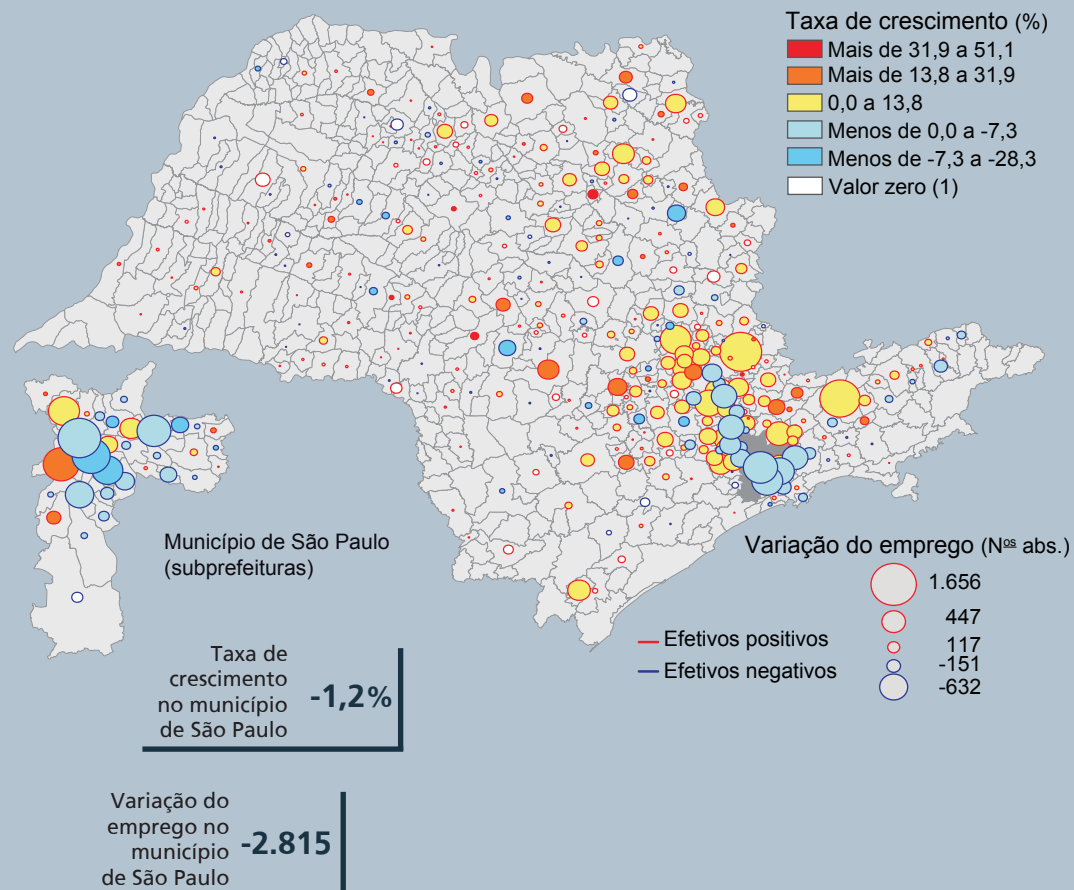 Taxa de crescimento (%)
Mais de 31,9 a 51,1
Mais de 13,8 a 31,9
0,0 a 13,8
Menos de 0,0 a -7,3
Menos de -7,3 a -28,3
Valor zero (1)
Município de São Paulo
(subprefeituras)
Variação do emprego (Nos abs.)
1.656
447
117
-151
-632
Efetivos positivos
Efetivos negativos
Taxa de
crescimento
no município
de São Paulo
-1,2%
Variação do
emprego no
município
de São Paulo
-2.815